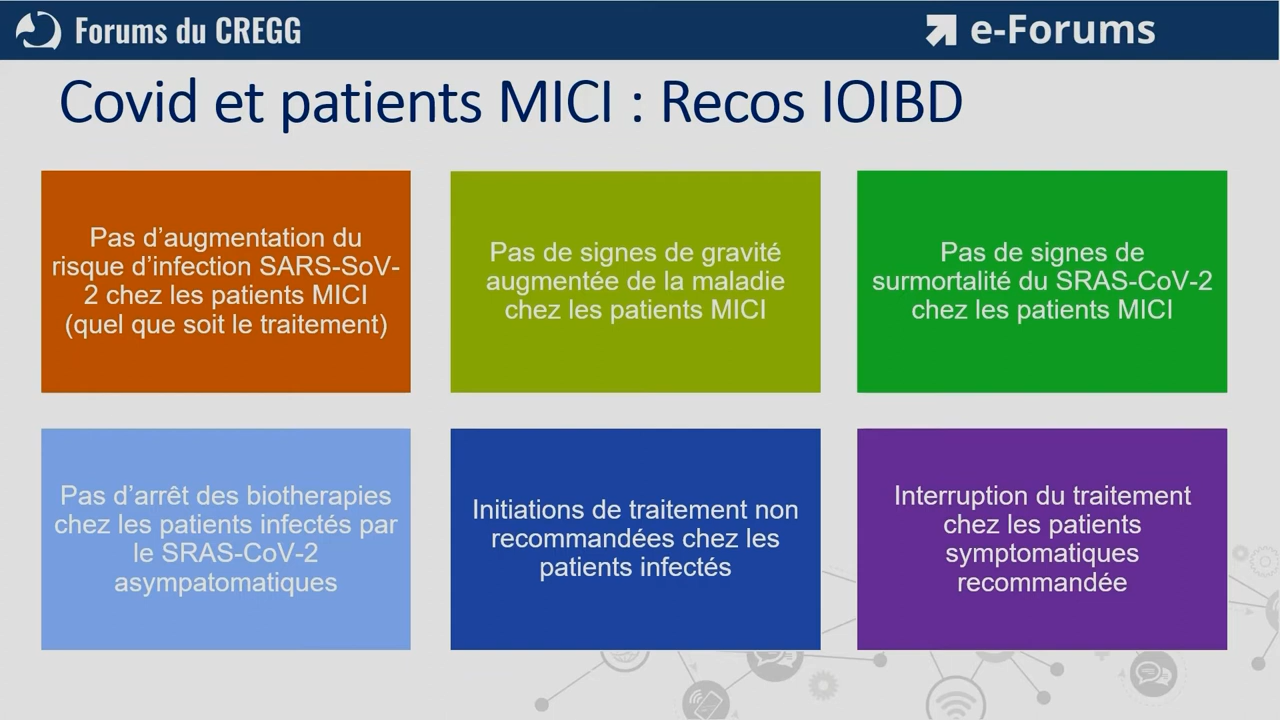 Forums du CREGG
e-Forums
Covid et patients MICI : Recos IOIBD
Pas d’augmentation du
risque d’infection SARS-SoV-
2 chez les patients MICI
(quel que soit le traitement)
Pas de signes de gravité
augmentée de la maladie
chez les patients MICI
Pas de signes de
surmortalité du SRAS-CoV-2
chez les patients MICI
Pas d’arrêt des biotherapies
chez les patients infectés par
le SRAS-CoV-2
asympatomatiques
Initiations de traitement non
recommandées chez les
patients infectés
Interruption du traitement
chez les patients
symptomatiques
recommandée